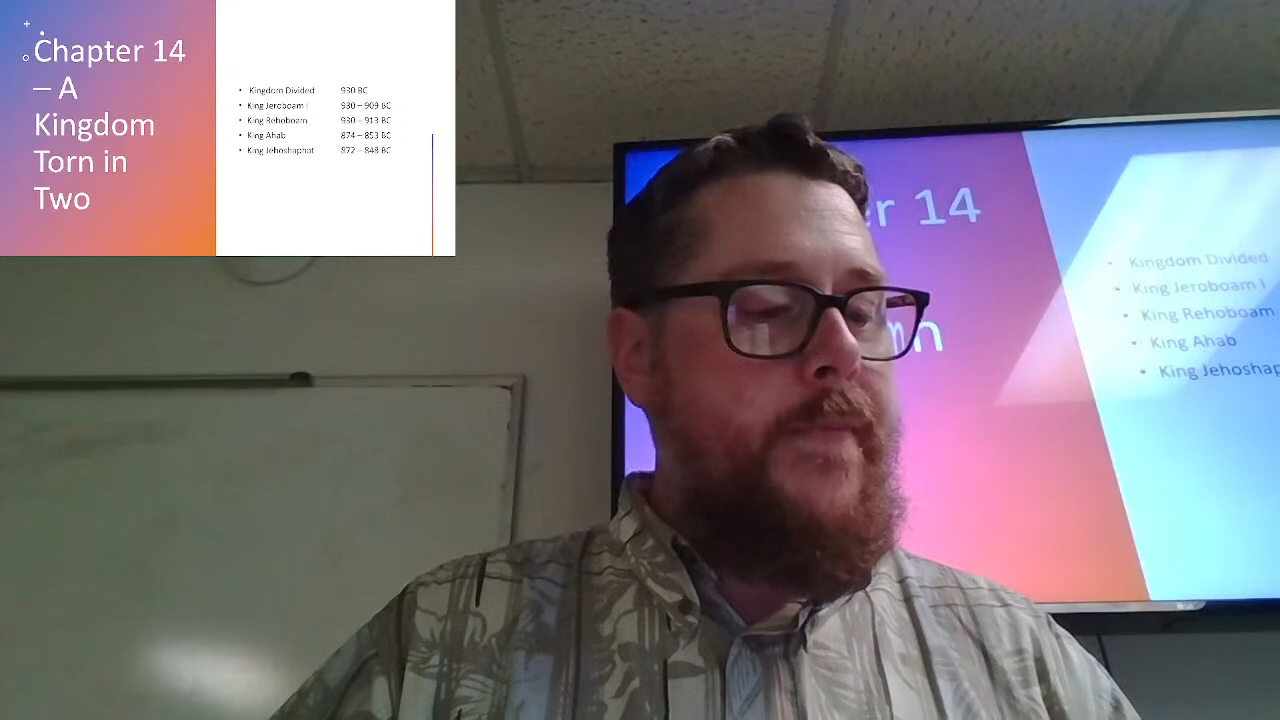 Chapter 14
– A
Kingdom
Torn in
Two
• Kingdom Divided 930 BC
• King Jeroboam I 930 – 909 BC
• King Rehoboam 930 – 913 BC
• King Ahab 874 – 853 BC
• King Jehoshaphat 872 – 848 BC
er 14
• Kingdom Divided
• King Jeroboam I
• King Rehoboam
• King Ahab
• King Jehoshap